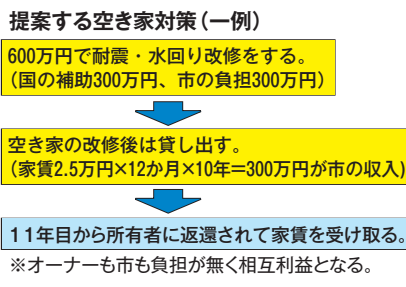 提案する空き家対策（一例）
600万円で耐震・水回り改修をする。
（国の補助300万円、市の負担300万円）
空き家の改修後は貸し出す。
（家賃2.5万円×12か月×10年＝300万円が市の収入)
１１年目から所有者に返還されて家賃を受け取る。
※オーナーも市も負担が無く相互利益となる。